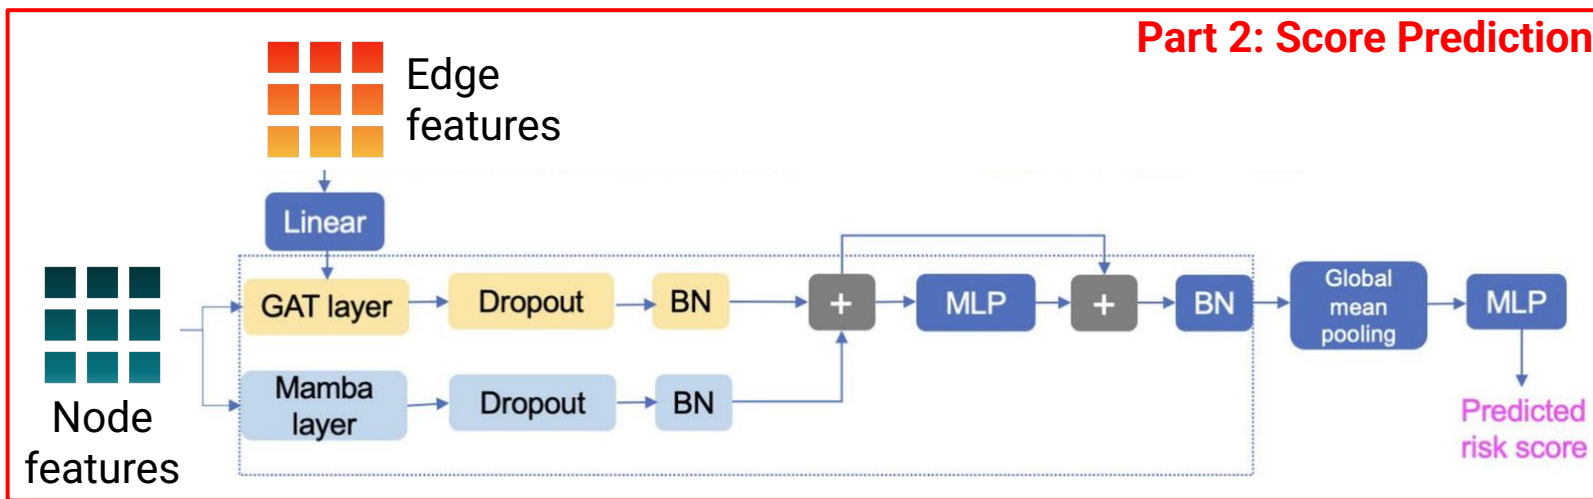 Part 2: Score Prediction
Edge
features
Linear
GAT layer
Dropout
BN
+
MLP
+
BN
Global
mean
pooling
MLP
Mamba
layer
Dropout
BN
Node
features
Predicted
risk score